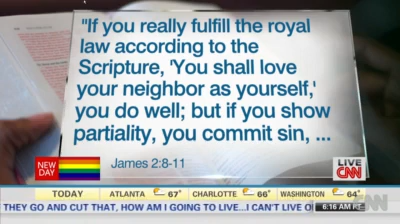 "If you really fulfill the royal
law according to the
Scripture, 'You shall love
your neighbor as yourself,'
you do well; but if you show
partiality, you commit sin, ...
NEW
DAY
James 2:8-11
LIVE
CNN
TODAY ATLANTA 67° CHARLOTTE 66° WASHINGTON 64°
THEY GO AND CUT THAT, HOW AM I GOING TO LIVE...I CAN'T LIVE O
6:16 AM
CNN